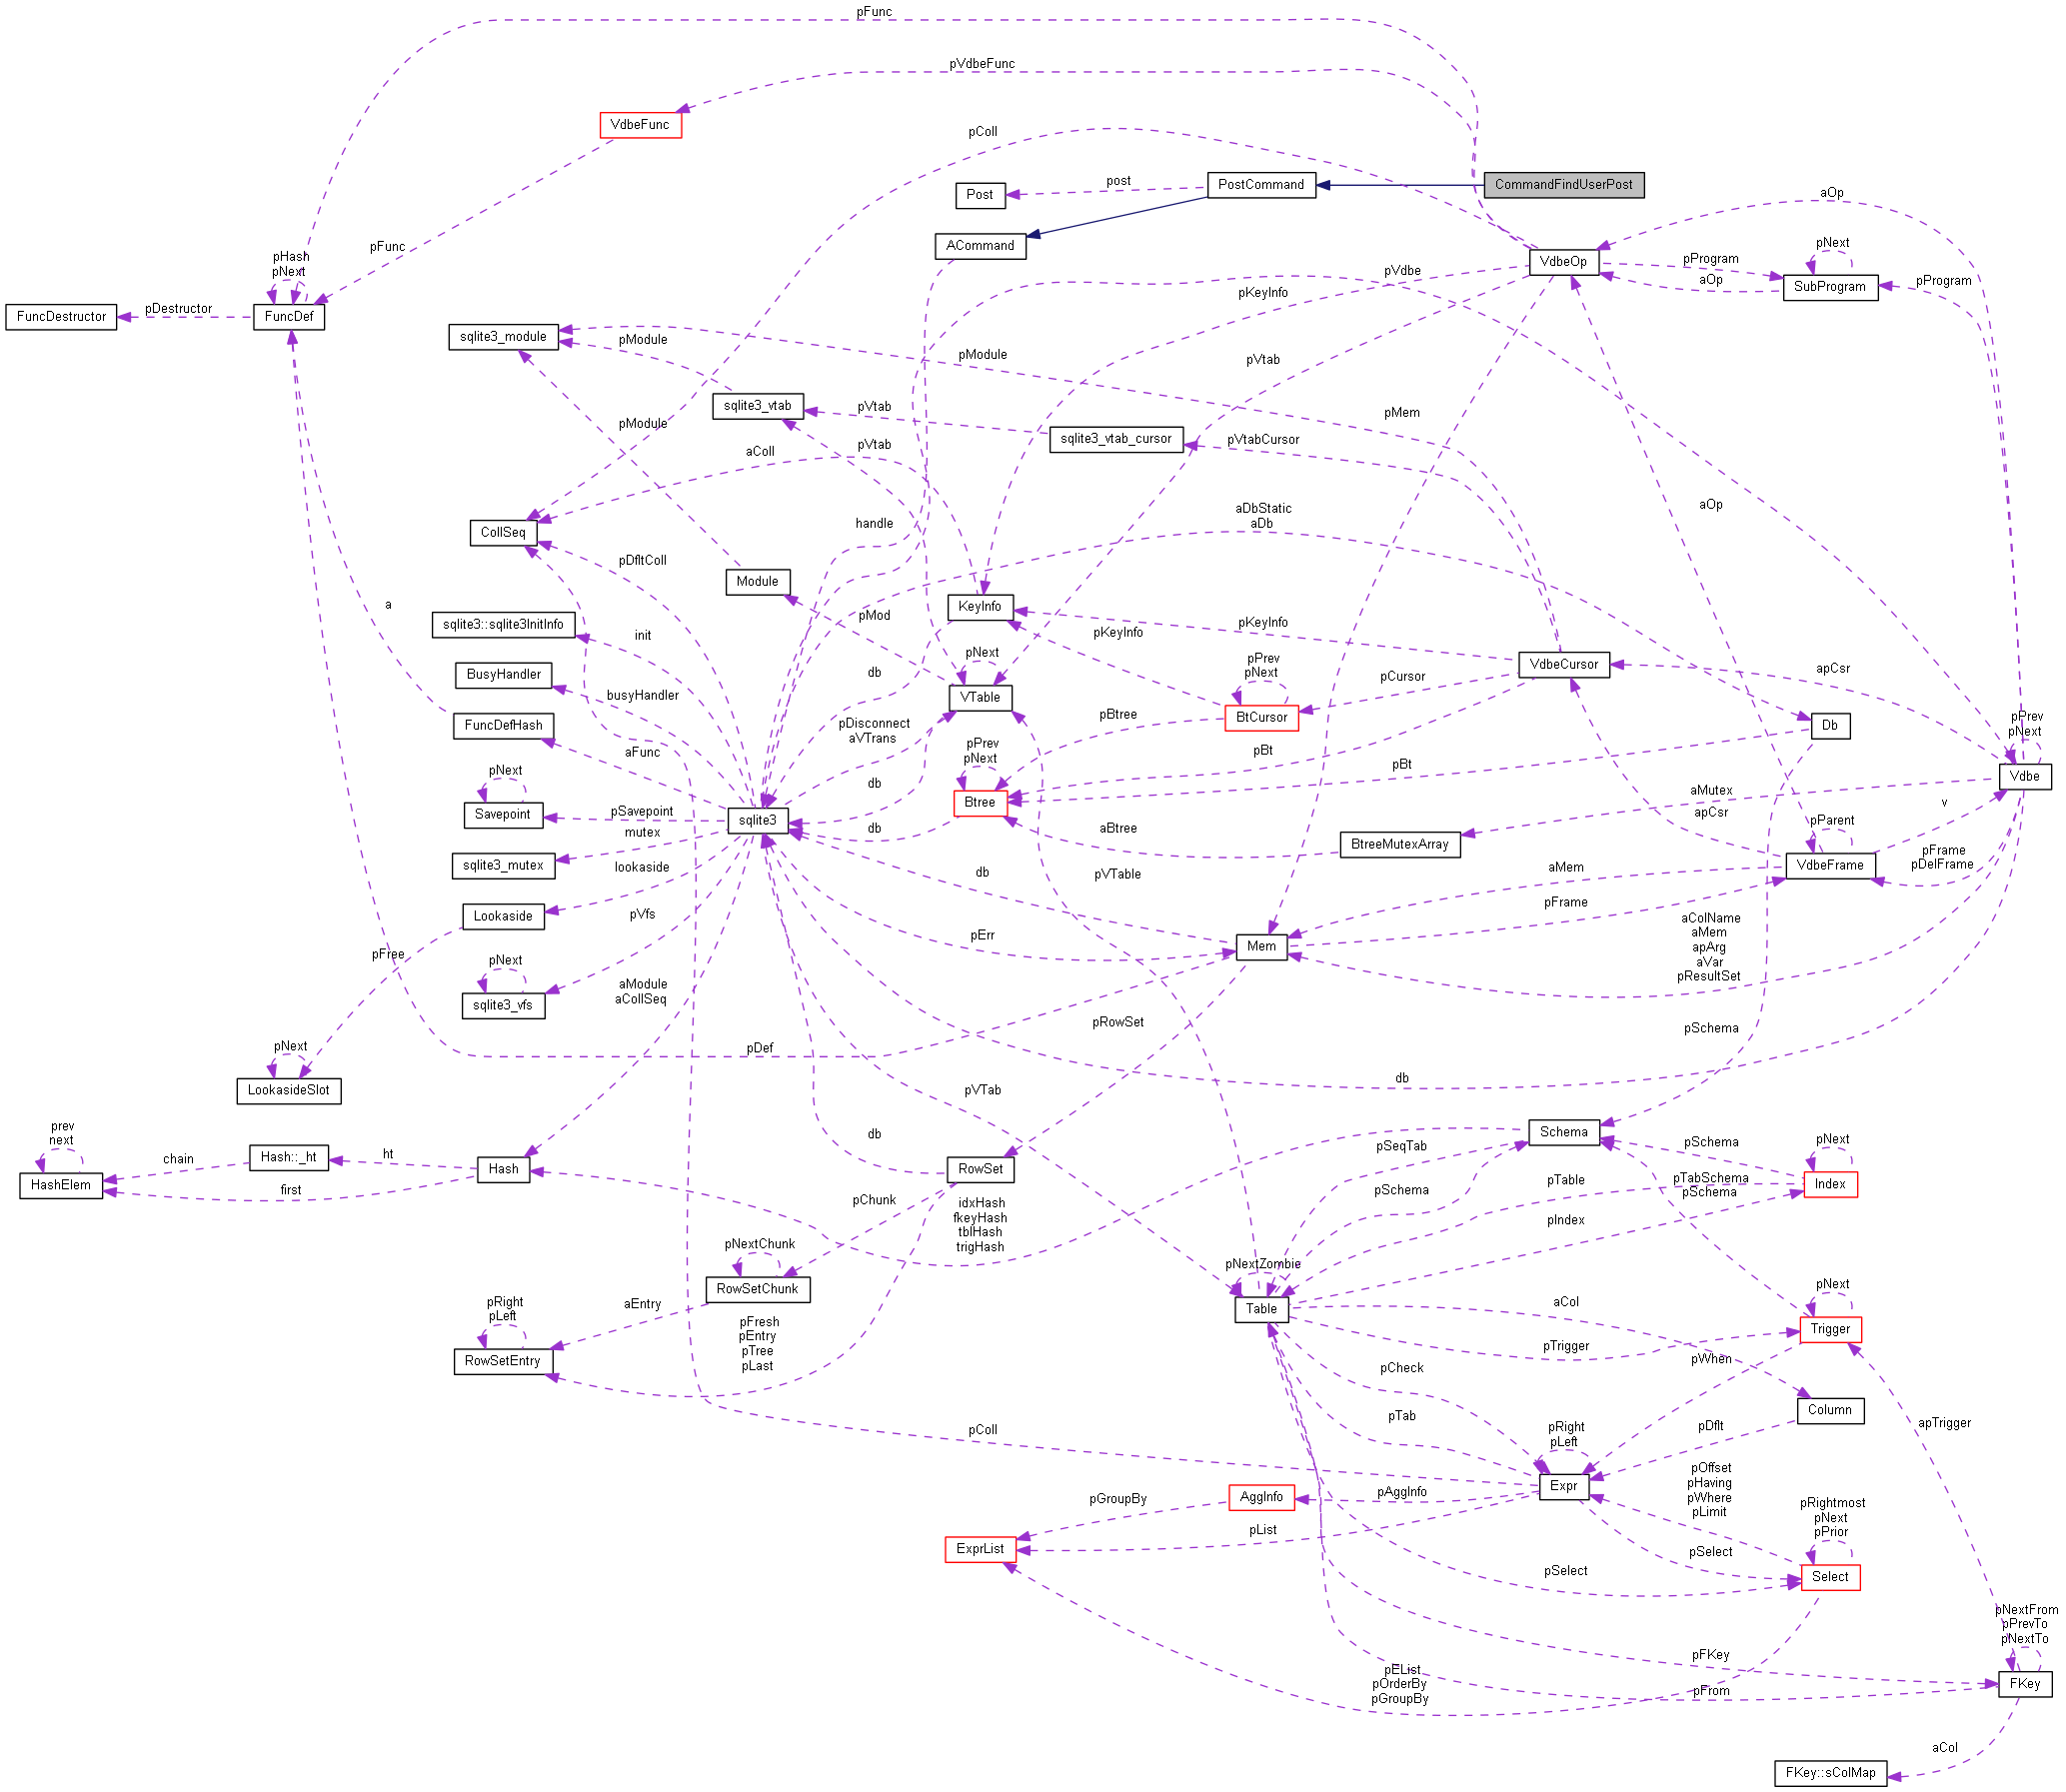 pFunc
pVdbeFunc
VdbeFunc
pColl
post
Post
PostCommand
CommandFindUserPost
aOp
ACommand
pFunc
pHash
pNext
pNext
pVdbe
VdbeOp
pProgram
pProgram
SubProgram
aOp
pKeyInfo
pDestructor
FuncDestructor
FuncDef
sqlite3_module
pModule
pModule
pVtab
sqlite3_vtab
pVtab
pMem
pModule
sqlite3_vtab_cursor
pVtabCursor
pVtab
aColl
aDbStatic
aDb
aOp
handle
CollSeq
pDfltColl
Module
a
KeyInfo
pMod
sqlite3::sqlite3InitInfo
init
pKeyInfo
pKeyInfo
pNext
pPrev
pNext
VdbeCursor
apCsr
db
BusyHandler
pCursor
busyHandler
VTable
BtCursor
pBtree
pDisconnect
aVTrans
FuncDefHash
Db
pPrev
pNext
aFunc
pPrev
pNext
pBt
pBt
Vdbe
pNext
db
aMutex
Btree
v
Savepoint
pSavepoint
sqlite3
db
aBtree
apCsr
pParent
mutex
BtreeMutexArray
pFrame
pDelFrame
sqlite3_mutex
lookaside
db
pVTable
aMem
VdbeFrame
Lookaside
pVfs
pFrame
aColName
aMem
apArg
aVar
pResultSet
pErr
Mem
pFree
pNext
sqlite3_vfs
aModule
aCollSeq
pRowSet
pSchema
pNext
pDef
LookasideSlot
db
pVTab
prev
next
db
Schema
pSeqTab
pSchema
pNext
Hash::_ht
chain
ht
Hash
RowSet
HashElem
first
pChunk
idxHash
fkeyHash
tblHash
trigHash
pSchema
pTable
pTabSchema
pSchema
Index
pIndex
pNextChunk
pNextZombie
RowSetChunk
pNext
aEntry
Table
aCol
pRight
pLeft
pFresh
pEntry
pTree
pLast
Trigger
pTrigger
RowSetEntry
pWhen
pCheck
Column
pTab
pDflt
pColl
apTrigger
pRight
pLeft
pOffset
pHaving
pWhere
pLimit
Expr
pAggInfo
AggInfo
pGroupBy
pRightmost
pNext
pPrior
pList
ExprList
pSelect
pSelect
Select
pNextFrom
pPrevTo
pNextTo
pFKey
pEList
pOrderBy
pGroupBy
pFrom
FKey
aCol
FKey::sColMap